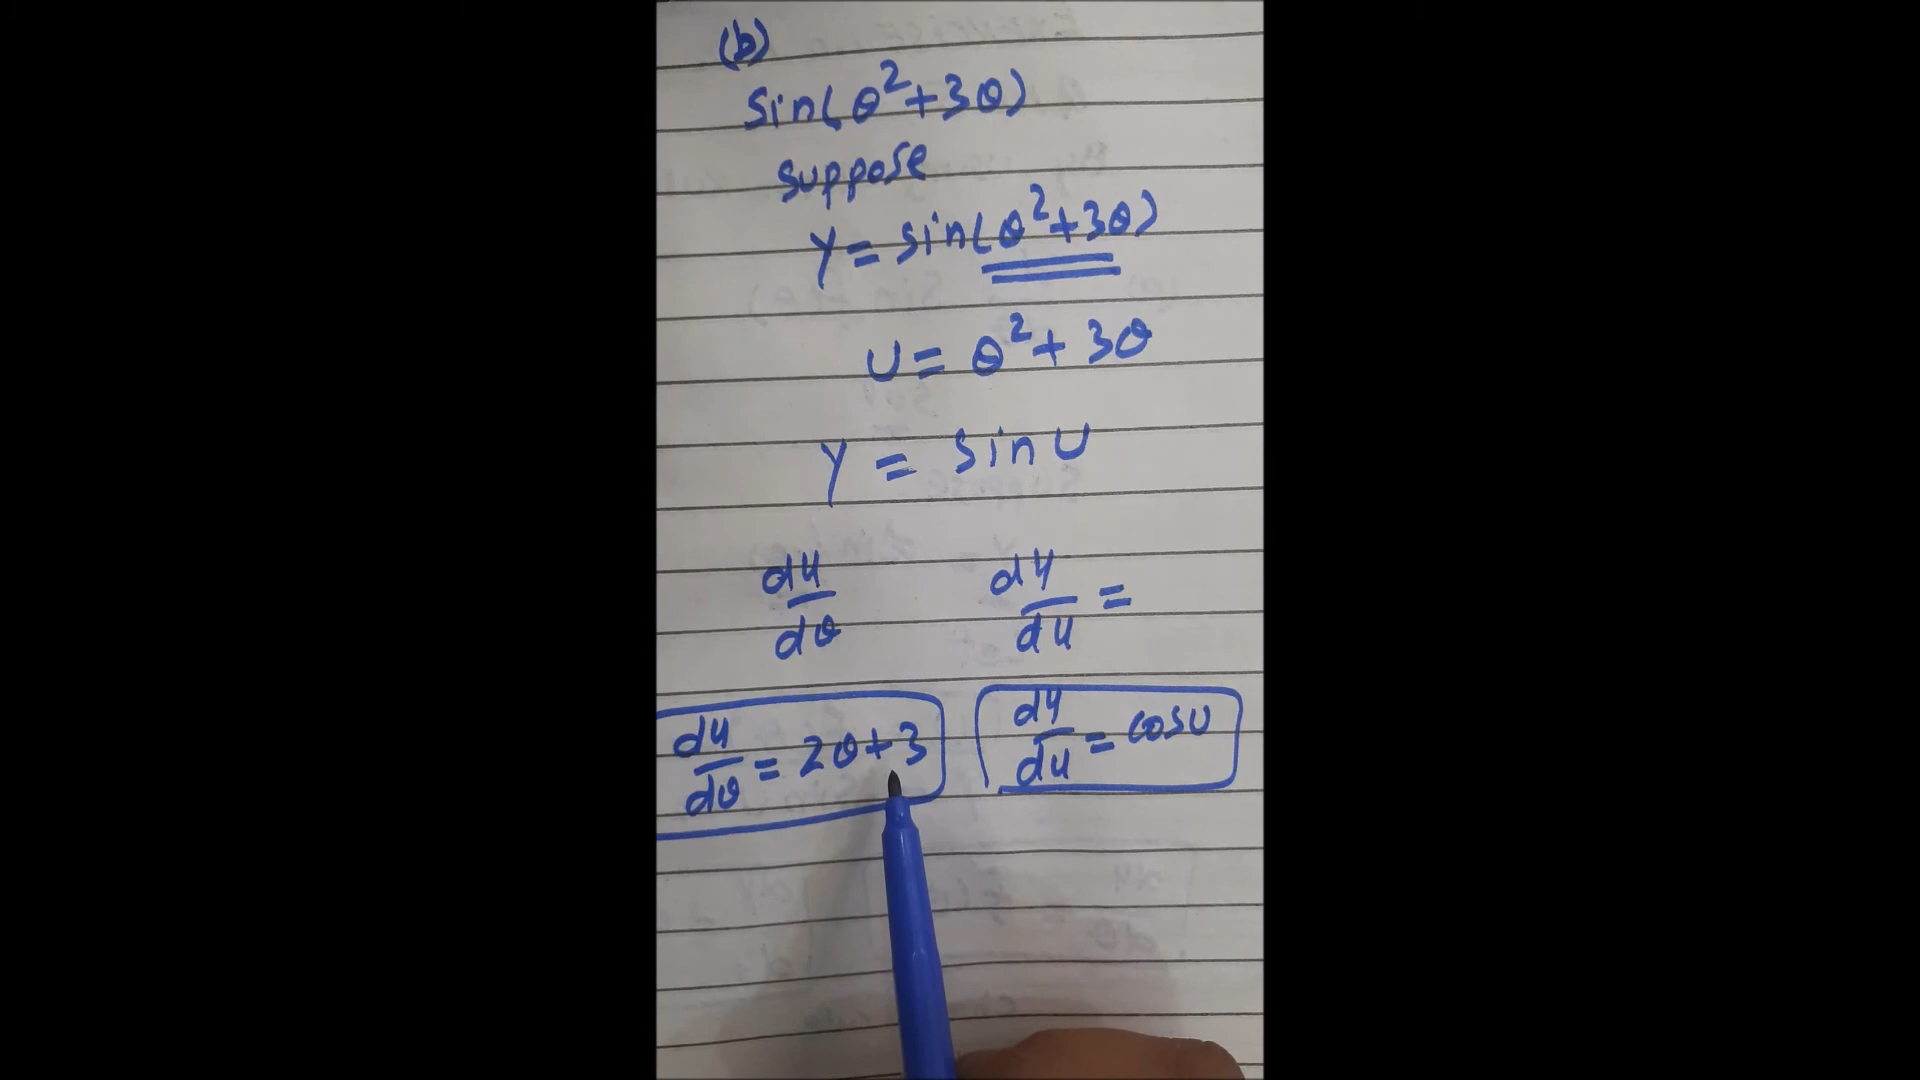 (b)
Sin(θ²+3θ)
suppose
Y = sin(θ²+3θ)
U = θ²+3θ
Y = sin U
du/dθ dy/du =
du/dθ = 2θ+3 dy/du = cosu